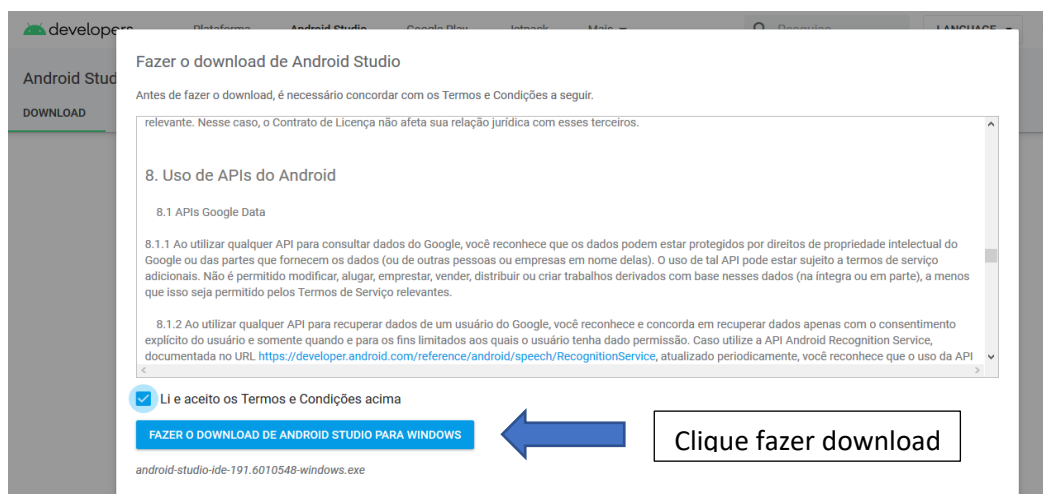 developers
Plataforma Android Studio Google Play Jetpack Mais Pesquisa LANGUAGE
Android Stud
DOWNLOAD
Fazer o download de Android Studio
Antes de fazer o download, é necessário concordar com os Termos e Condições a seguir.
relevante. Nesse caso, o Contrato de Licença não afeta sua relação jurídica com esses terceiros.
8. Uso de APIs do Android
8.1 APIs Google Data
8.1.1 Ao utilizar qualquer API para consultar dados do Google, você reconhece que os dados podem estar protegidos por direitos de propriedade intelectual do
Google ou das partes que fornecem os dados (ou de outras pessoas ou empresas em nome delas). O uso de tal API pode estar sujeito a termos de serviço
adicionais. Não é permitido modificar, alugar, emprestar, vender, distribuir ou criar trabalhos derivados com base nesses dados (na íntegra ou em parte), a menos
que isso seja permitido pelos Termos de Serviço relevantes.
8.1.2 Ao utilizar qualquer API para recuperar dados de um usuário do Google, você reconhece e concorda em recuperar dados apenas com o consentimento
explícito do usuário e somente quando e para os fins limitados aos quais o usuário tenha dado permissão. Caso utilize a API Android Recognition Service,
documentada no URL https://developer.android.com/reference/android/speech/RecognitionService, atualizado periodicamente, você reconhece que o uso da API
Li e aceito os Termos e Condições acima
FAZER O DOWNLOAD DE ANDROID STUDIO PARA WINDOWS
Clique fazer download
android-studio-ide-191.6010548-windows.exe